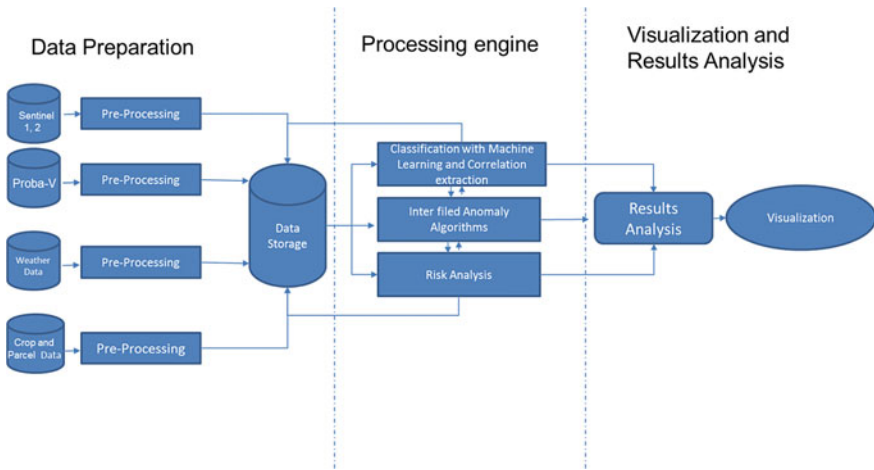 Data Preparation
Processing engine
Visualization and
Results Analysis
Sentinel
1, 2
Pre-Processing
Proba-V
Pre-Processing
Weather
Data
Pre-Processing
Crop and
Parcel Data
Pre-Processing
Data
Storage
Classification with Machine
Learning and Correlation
extraction
Inter filed Anomaly
Algorithms
Risk Analysis
Results
Analysis
Visualization